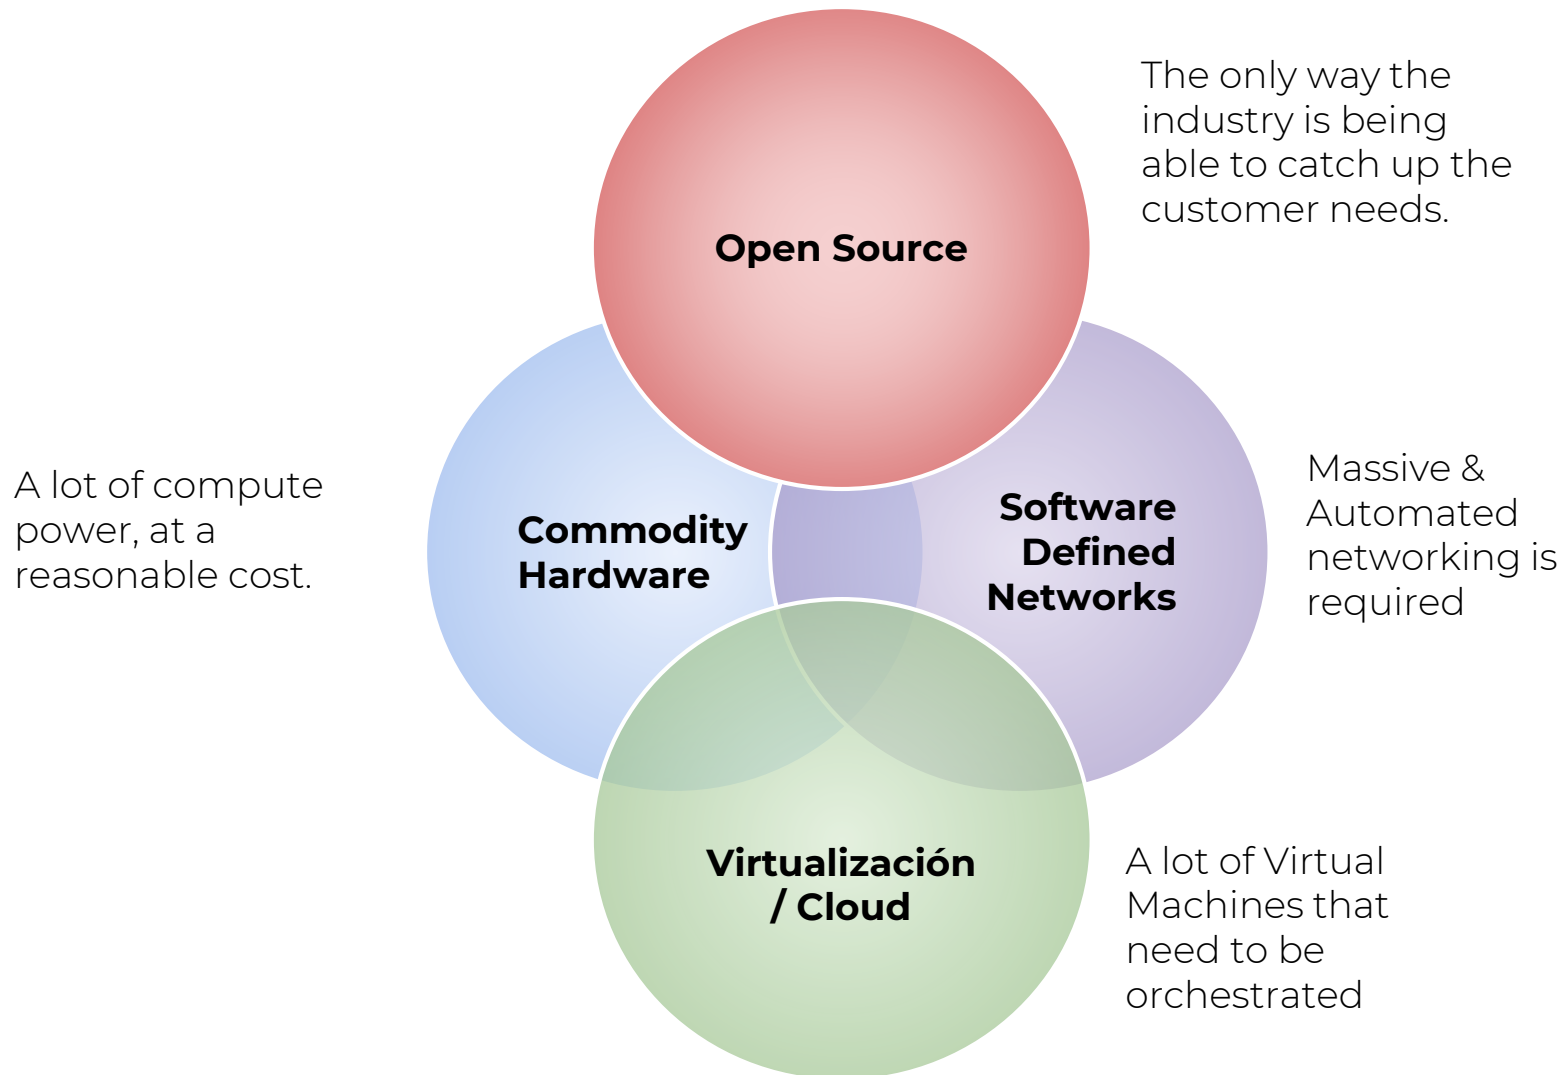 The only way the
industry is being
able to catch up the
customer needs.
Open Source
A lot of compute
power, at a
reasonable cost.
Commodity
Hardware
Software
Defined
Networks
Massive &
Automated
networking is
required
Virtualización
/ Cloud
A lot of Virtual
Machines that
need to be
orchestrated